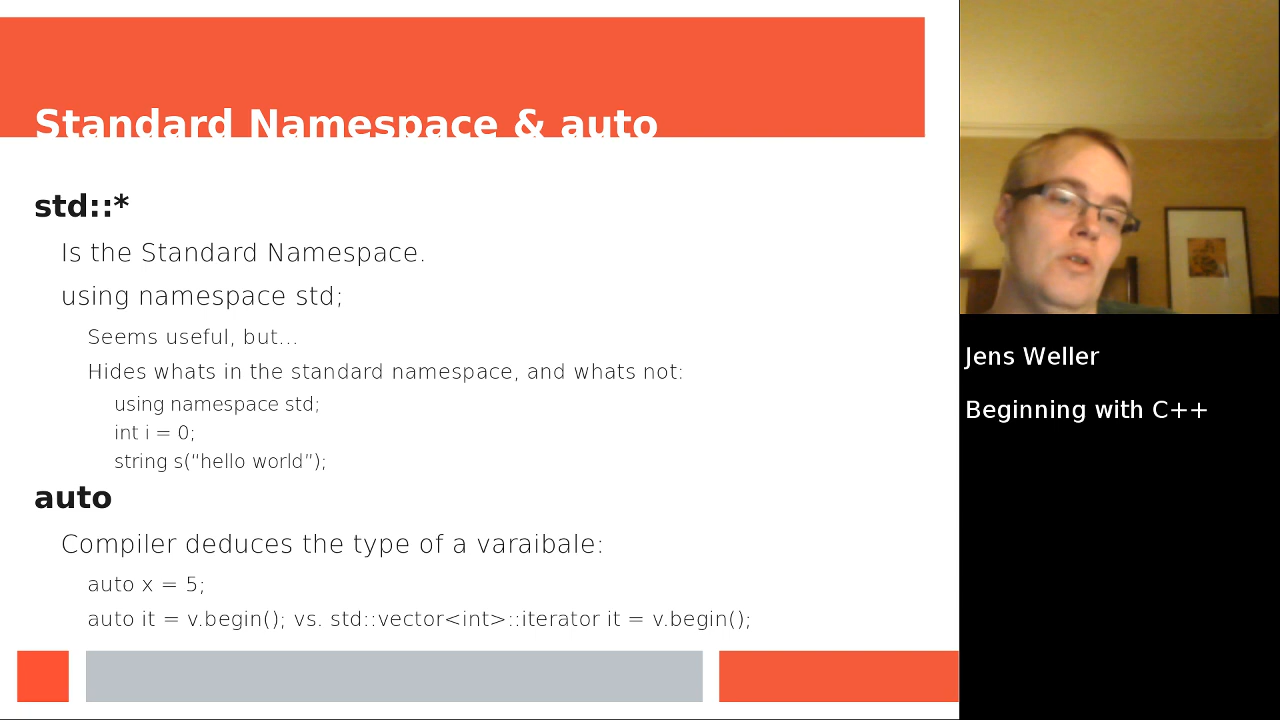 Standard Namespace & auto
std::*
Is the Standard Namespace.
using namespace std;
Seems useful, but...
Hides whats in the standard namespace, and whats not:
using namespace std;
int i = 0;
string s(“hello world”);
auto
Compiler deduces the type of a varaibale:
auto x = 5;
auto it = v.begin(); vs. std::vector<int>::iterator it = v.begin();
Jens Weller
Beginning with C++